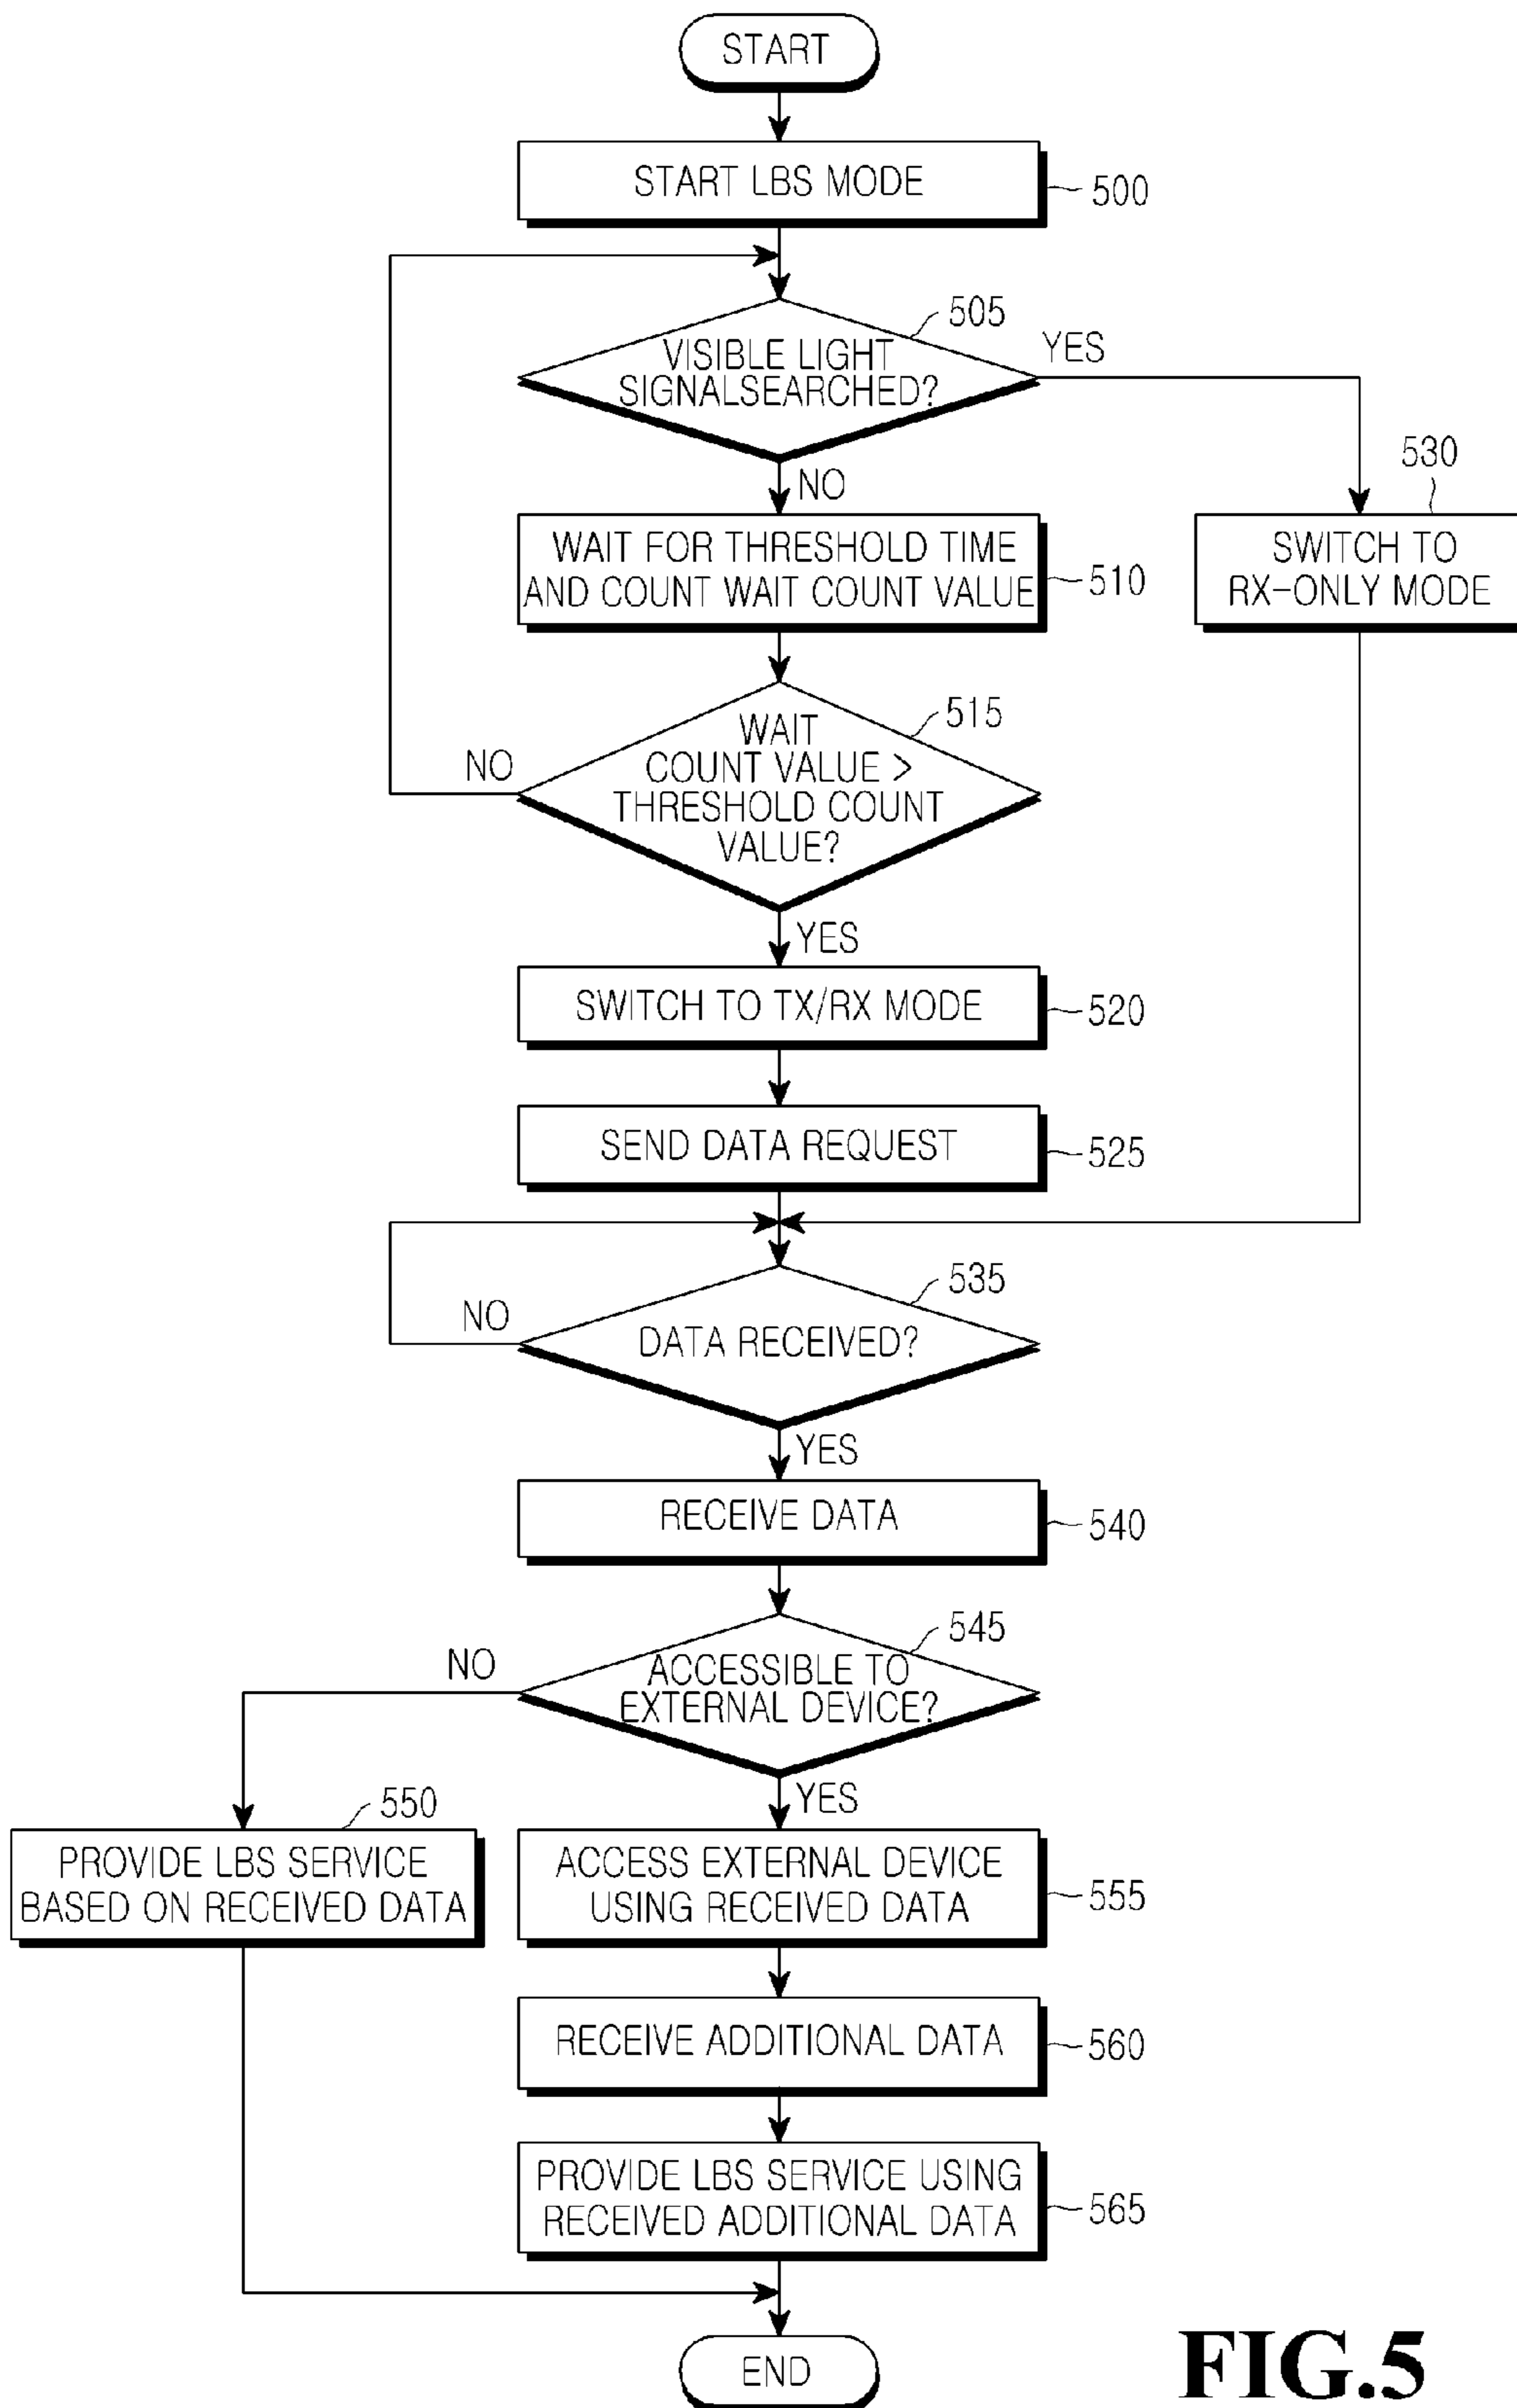 START
START LBS MODE
500
505
VISIBLE LIGHT
SIGNALSEARCHED?
YES
NO
530
WAIT FOR THRESHOLD TIME
AND COUNT WAIT COUNT VALUE
510
SWITCH TO
RX-ONLY MODE
515
WAIT
COUNT VALUE >
THRESHOLD COUNT
VALUE?
NO
YES
SWITCH TO TX/RX MODE
520
SEND DATA REQUEST
525
535
NO
DATA RECEIVED?
YES
RECEIVE DATA
540
545
NO
ACCESSIBLE TO
EXTERNAL DEVICE?
YES
550
PROVIDE LBS SERVICE
BASED ON RECEIVED DATA
ACCESS EXTERNAL DEVICE
USING RECEIVED DATA
555
RECEIVE ADDITIONAL DATA
560
PROVIDE LBS SERVICE USING
RECEIVED ADDITIONAL DATA
565
END
FIG.5